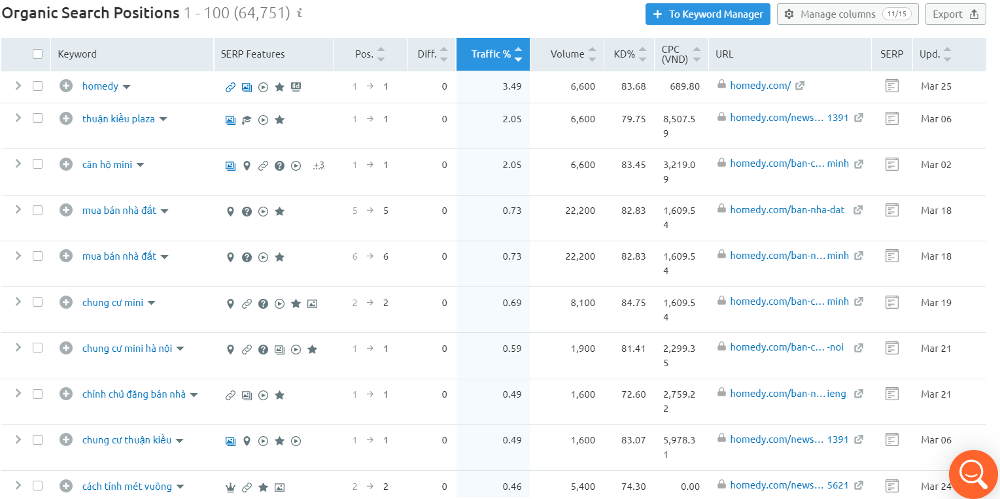 Organic Search Positions 1 - 100 (64,751) i
+ To Keyword Manager Manage columns 11/15 Export
Keyword SERP Features Pos. Diff. Traffic % Volume KD% CPC (VND) URL SERP Upd.
homedy Ad 1 → 1 0 3.49 6,600 83.68 689.80 homedy.com/ Mar 25
thuận kiều plaza 1 → 1 0 2.05 6,600 79.75 8,507.59 homedy.com/news… 1391 Mar 06
căn hộ mini +3 1 → 1 0 2.05 6,600 83.45 3,219.09 homedy.com/ban-c… minh Mar 02
mua bán nhà đất 5 → 5 0 0.73 22,200 82.83 1,609.54 homedy.com/ban-nha-dat Mar 18
mua bán nhà đất 6 → 6 0 0.73 22,200 82.83 1,609.54 homedy.com/ban-n… minh Mar 18
chung cư mini 2 → 2 0 0.69 8,100 84.75 1,609.54 homedy.com/ban-c… minh Mar 19
chung cư mini hà nội 1 → 1 0 0.59 1,900 81.41 2,299.35 homedy.com/ban-c… -noi Mar 21
chính chủ đăng bán nhà 1 → 1 0 0.49 1,600 72.60 2,759.22 homedy.com/ban-n… ieng Mar 21
chung cư thuận kiều 1 → 1 0 0.49 1,600 83.07 5,978.31 homedy.com/news… 1391 Mar 06
cách tính mét vuông 2 → 2 0 0.46 5,400 74.30 0.00 homedy.com/news… 5621 Mar 24